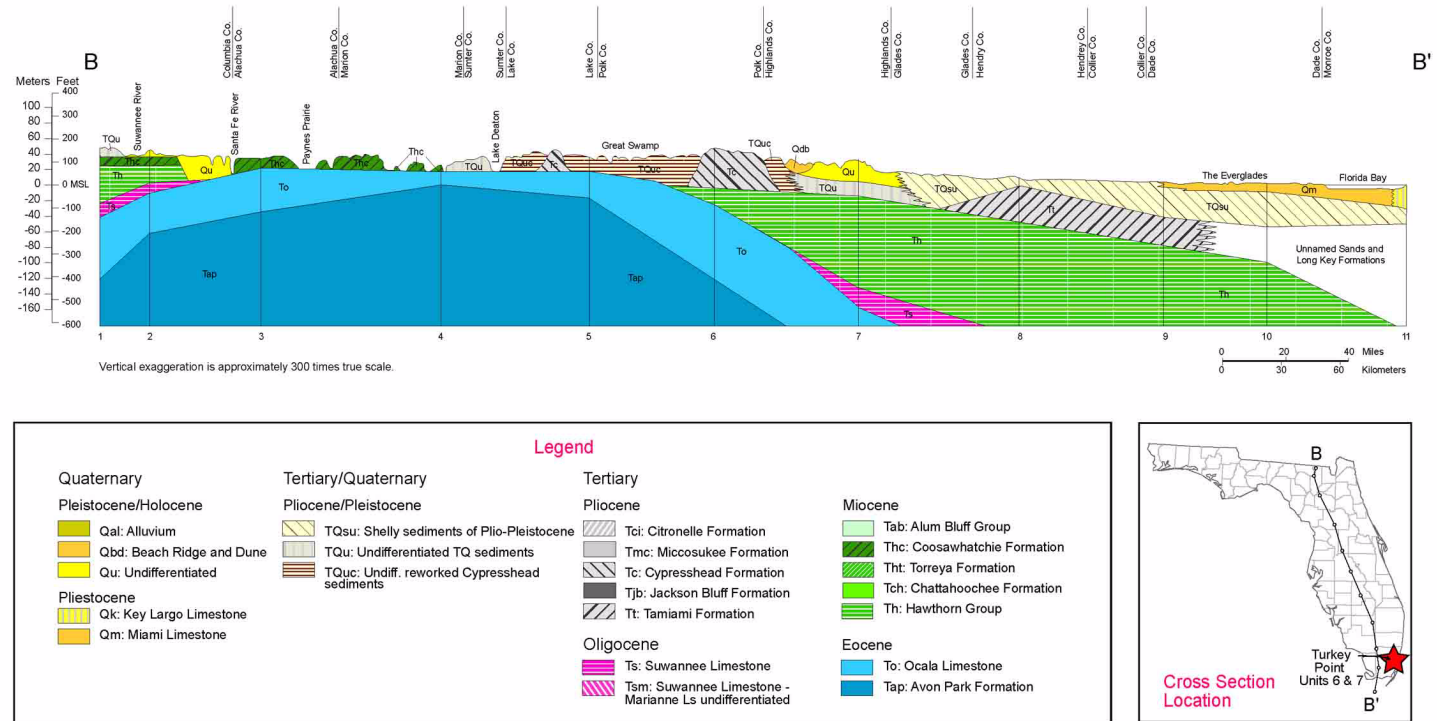 B
B'
Columbia Co.
Alachua Co.
Alachua Co.
Marion Co.
Marion Co.
Sumter Co.
Sumter Co.
Lake Co.
Lake Co.
Polk Co.
Polk Co.
Highlands Co.
Highlands Co.
Glades Co.
Glades Co.
Hendry Co.
Hendrey Co.
Collier Co.
Collier Co.
Dade Co.
Dade Co.
Monroe Co.
Meters Feet
100
80
60
40
20
0
-20
-40
-60
-80
-100
-120
-140
-160
400
300
200
100
0 MSL
-100
-200
-300
-400
-500
-600
TQu
Suwannee River
Santa Fe River
Paynes Prairie
Thc
Lake Deaton
Great Swamp
TQuc
Qdb
The Everglades
Florida Bay
Thc
Th
Ts
Qu
Thc
Thc
To
Tap
TQu
TQuc
Tc
TQuc
Tap
To
Tc
Qu
TQu
TQsu
Th
Ts
Tt
Qm
TQsu
Unnamed Sands and
Long Key Formations
Th
1 2 3 4 5 6 7 8 9 10 11
Vertical exaggeration is approximately 300 times true scale.
0 20 40 Miles
0 30 60 Kilometers
Legend
Quaternary
Pleistocene/Holocene
Qal: Alluvium
Qbd: Beach Ridge and Dune
Qu: Undifferentiated
Pliestocene
Qk: Key Largo Limestone
Qm: Miami Limestone
Tertiary/Quaternary
Pliocene/Pleistocene
TQsu: Shelly sediments of Plio-Pleistocene
TQu: Undifferentiated TQ sediments
TQuc: Undiff. reworked Cypresshead
sediments
Tertiary
Pliocene
Tci: Citronelle Formation
Tmc: Miccosukee Formation
Tc: Cypresshead Formation
Tjb: Jackson Bluff Formation
Tt: Tamiami Formation
Oligocene
Ts: Suwannee Limestone
Tsm: Suwannee Limestone -
Marianne Ls undifferentiated
Miocene
Tab: Alum Bluff Group
Thc: Coosawhatchie Formation
Tht: Torreya Formation
Tch: Chattahoochee Formation
Th: Hawthorn Group
Eocene
To: Ocala Limestone
Tap: Avon Park Formation
B
Turkey
Point
Units 6 & 7
B'
Cross Section
Location